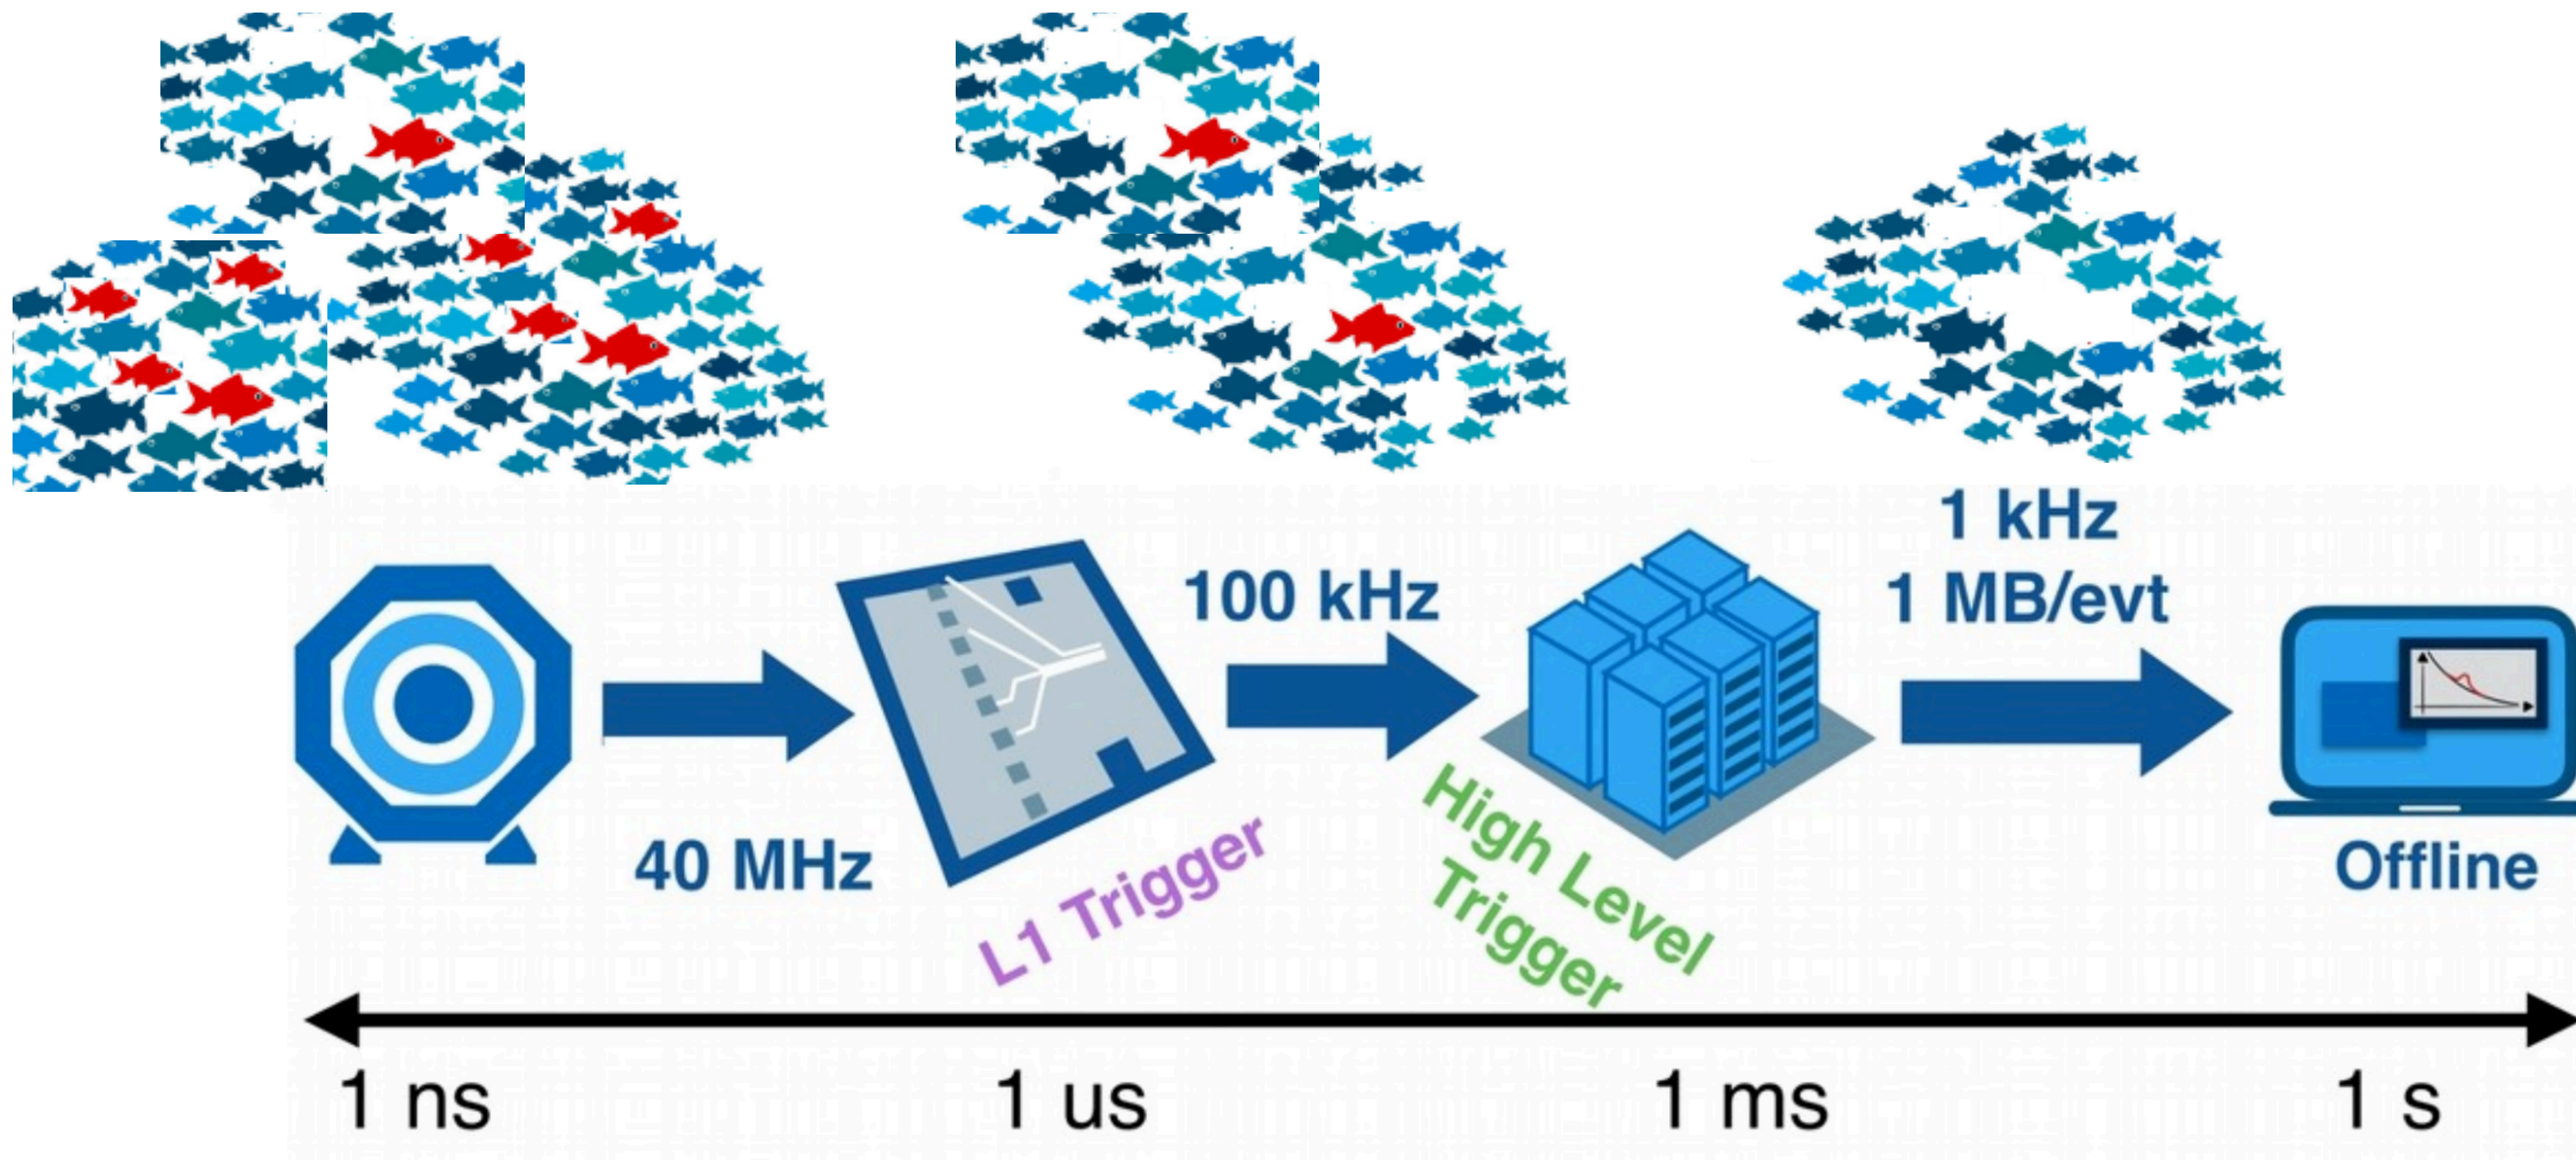 1 kHz
1 MB/evt
100 kHz
40 MHz
L1 Trigger
High Level
Trigger
Offline
1 ns
1 us
1 ms
1 s